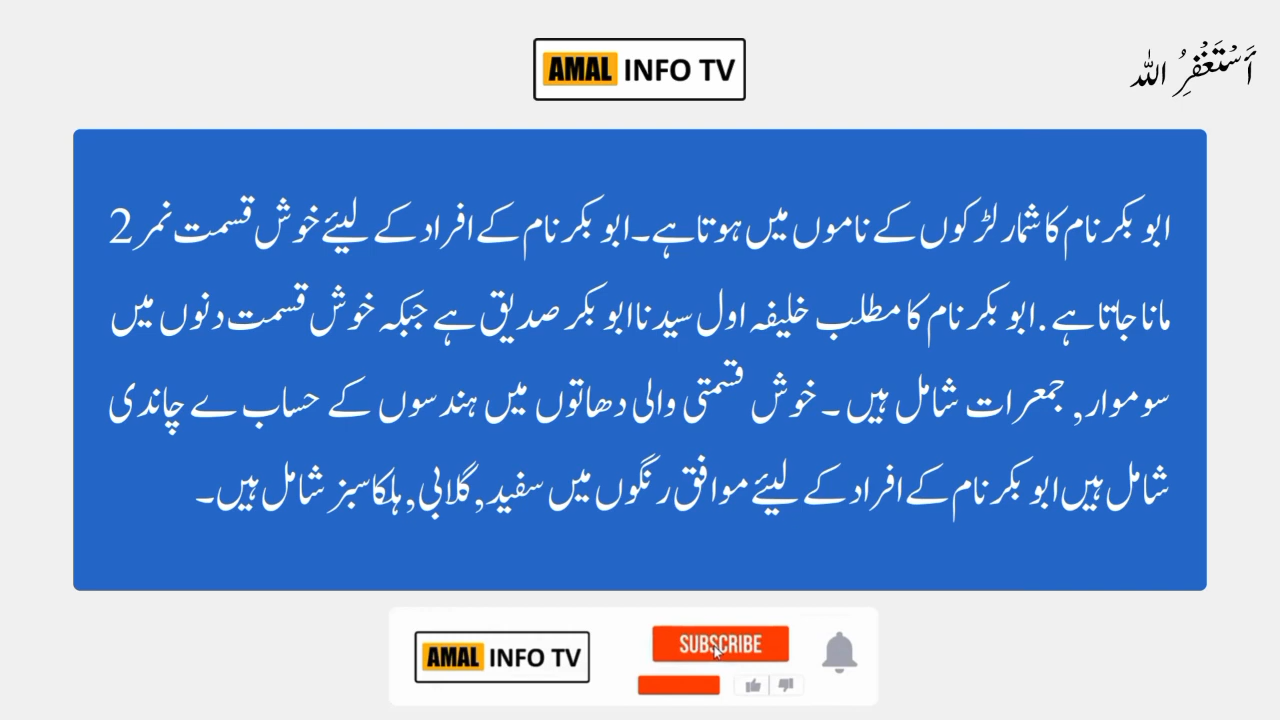 AMAL INFO TV
أَسْتَغْفِرُ اللہ
ابو بکر نام کا شمار لڑکوں کے ناموں میں ہوتا ہے۔ ابو بکر نام کے افراد کے لیئے خوش قسمت نمر 2
مانا جاتا ہے .ابو بکر نام کا مطلب خلیفہ اول سیدنا ابو بکر صدیق ہے جبکہ خوش قسمت دنوں میں
سوموار, جمعرات شامل ہیں ۔ خوش قسمتی والی دھاتوں میں ہندسوں کے حساب ے چاندی
شامل ہیں ابو بکر نام کے افراد کے لیئے موافق رنگوں میں سفید, گلابی, ہلکا سبز شامل ہیں۔
AMAL INFO TV
SUBSCRIBE